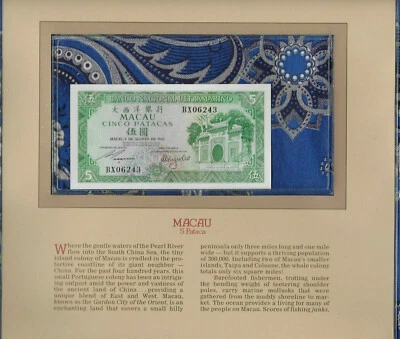 5 BANCO NACIONAL ULTRAMARINO 伍
大西洋銀行 BX06243
MACAU
CINCO PATACAS
伍圓
BX06243
5 伍
MACAU
5 Pataca
Where the gentle waters of the Pearl River
flow into the South China Sea, the tiny
island colony of Macau is cradled in the pro-
tective coastline of its giant neighbor —
China. For the past four hundred years, this
small Portuguese colony has been an intrigu-
ing outpost amid the power and vastness of
the ancient land of China . . . providing a
unique blend of East and West. Macau,
known as the Garden City of the Orient, is an
enchanting land that covers a small hilly
peninsula only three miles long and one mile
wide — but it supports a thriving population
of 300,000. Including two of Macau's smaller
islands, Taipa and Coloane, the whole colony
totals only six square miles!
Barefooted fishermen, trotting under
the bending weight of teetering shoulder
poles, carry marine mollusks that were
gathered from the muddy shoreline to mar-
ket. The ocean provides a living for many of
the people on Macau. Scores of fishing junks,